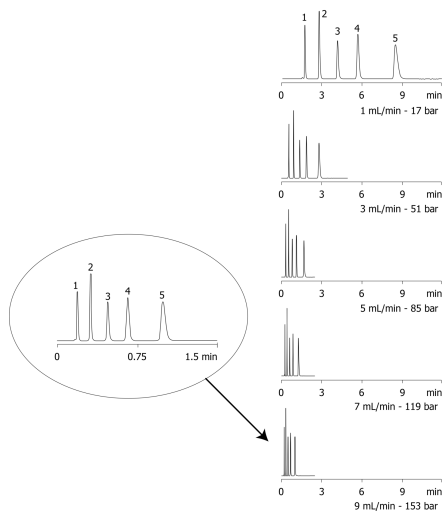 1 2 3 4 5
0 3 6 9 min
1 mL/min - 17 bar
0 3 6 9 min
3 mL/min - 51 bar
0 3 6 9 min
5 mL/min - 85 bar
0 3 6 9 min
7 mL/min - 119 bar
0 3 6 9 min
9 mL/min - 153 bar
1 2 3 4 5
0 0.75 1.5 min